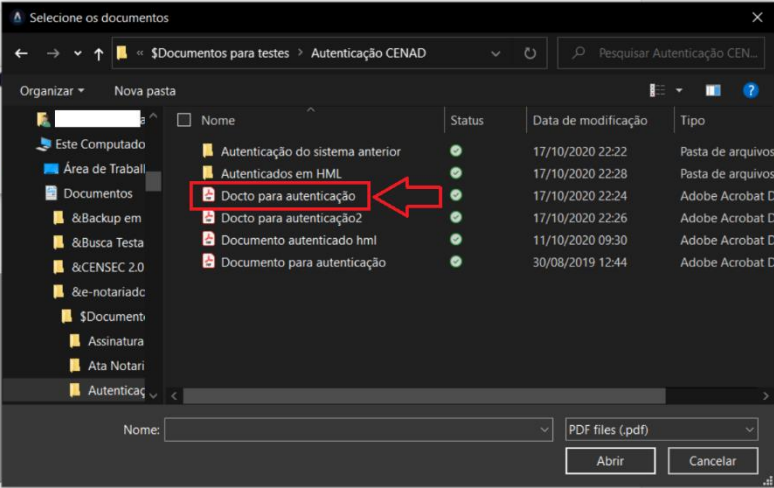 Selecione os documentos
« $Documentos para testes > Autenticação CENAD
Pesquisar Autenticação CEN...
Organizar Nova pasta
Este Computado
Área de Traball
Documentos
&Backup em
&Busca Testa
&CENSEC 2.0
&e-notariado
$Document
Assinatura
Ata Notari
Autenticaç
Nome Status Data de modificação Tipo
Autenticação do sistema anterior 17/10/2020 22:22 Pasta de arquivos
Autenticados em HML 17/10/2020 22:28 Pasta de arquivos
Docto para autenticação 17/10/2020 22:24 Adobe Acrobat D
Docto para autenticação2 17/10/2020 22:26 Adobe Acrobat D
Documento autenticado hml 11/10/2020 09:30 Adobe Acrobat D
Documento para autenticação 30/08/2019 12:44 Adobe Acrobat D
Nome: PDF files (.pdf)
Abrir Cancelar